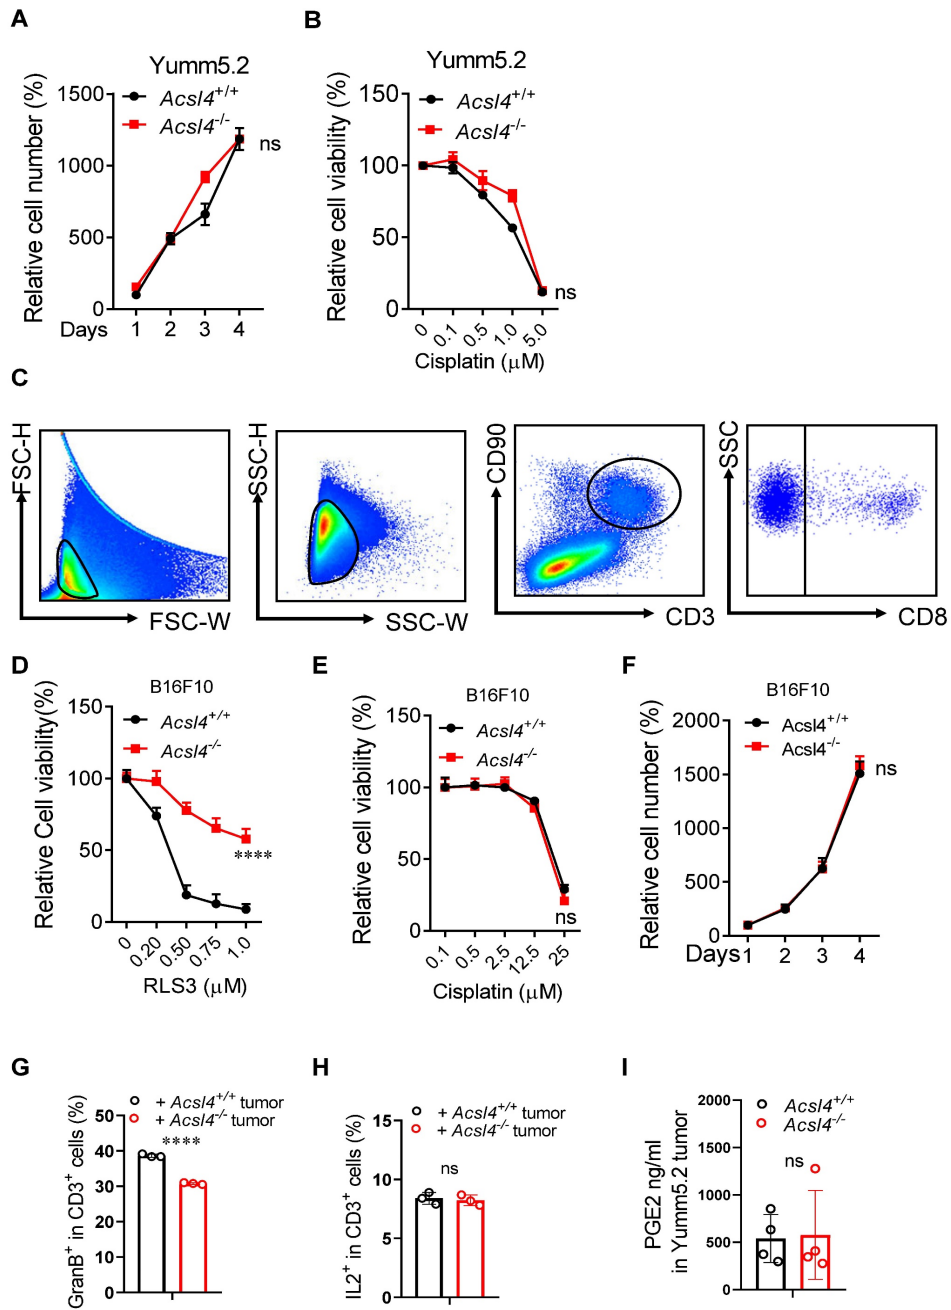 A
Yumm5.2
Relative cell number (%)
Acsl4+/+
Acsl4-/-
1500
1000
500
0
ns
Days 1 2 3 4
B
Yumm5.2
Relative cell viability (%)
Acsl4+/+
Acsl4-/-
150
100
50
0
ns
0 0.1 0.5 1.0 5.0
Cisplatin (μM)
C
FSC-H
FSC-W
SSC-H
SSC-W
CD90
CD3
SSC
CD8
D
B16F10
Relative Cell viability(%)
Acsl4+/+
Acsl4-/-
150
100
50
0
****
0 0.20 0.50 0.75 1.0
RLS3 (μM)
E
B16F10
Relative cell viability (%)
Acsl4+/+
Acsl4-/-
150
100
50
0
ns
0.1 0.5 2.5 12.5 25
Cisplatin (μM)
F
B16F10
Relative cell number (%)
Acsl4+/+
Acsl4-/-
2000
1500
1000
500
0
ns
Days 1 2 3 4
G
GranB+ in CD3+ cells (%)
+ Acsl4+/+ tumor
+ Acsl4-/- tumor
****
50
40
30
20
10
0
H
IL2+ in CD3+ cells (%)
+ Acsl4+/+ tumor
+ Acsl4-/- tumor
ns
15
10
5
0
I
PGE2 ng/ml
in Yumm5.2 tumor
Acsl4+/+
Acsl4-/-
ns
2000
1500
1000
500
0